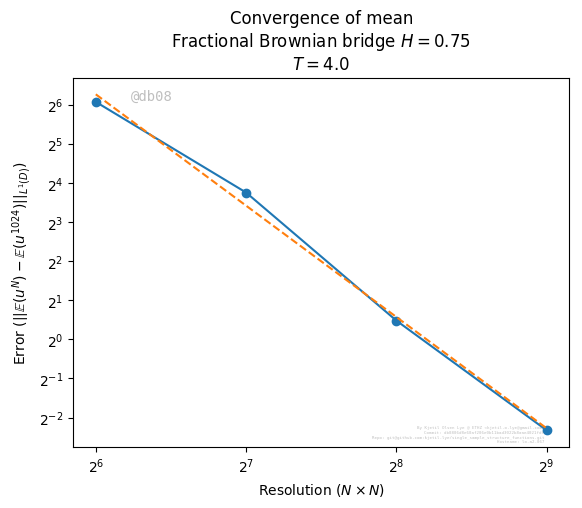 Convergence of mean
Fractional Brownian bridge H = 0.75
T = 4.0
@db08
Error (||𝔼(u^N) − 𝔼(u^1024)||_{L^1(D)})
2^6
2^5
2^4
2^3
2^2
2^1
2^0
2^−1
2^−2
2^6
2^7
2^8
2^9
Resolution (N × N)